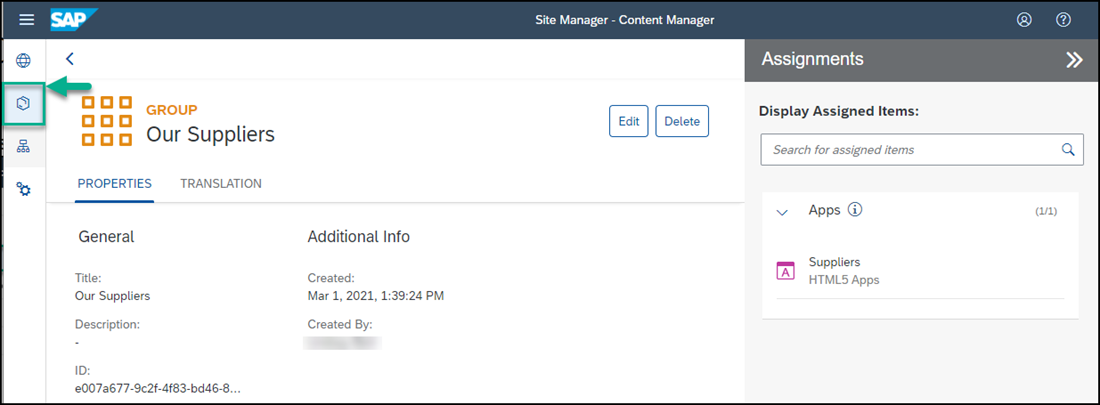 SAP
Site Manager - Content Manager
Assignments
GROUP
Our Suppliers
Edit
Delete
Display Assigned Items:
Search for assigned items
PROPERTIES
TRANSLATION
Apps
(1/1)
General
Additional Info
Suppliers
HTML5 Apps
A
Title:
Our Suppliers
Created:
Mar 1, 2021, 1:39:24 PM
Description:
-
Created By:
ID:
e007a677-9c2f-4f83-bd46-8...